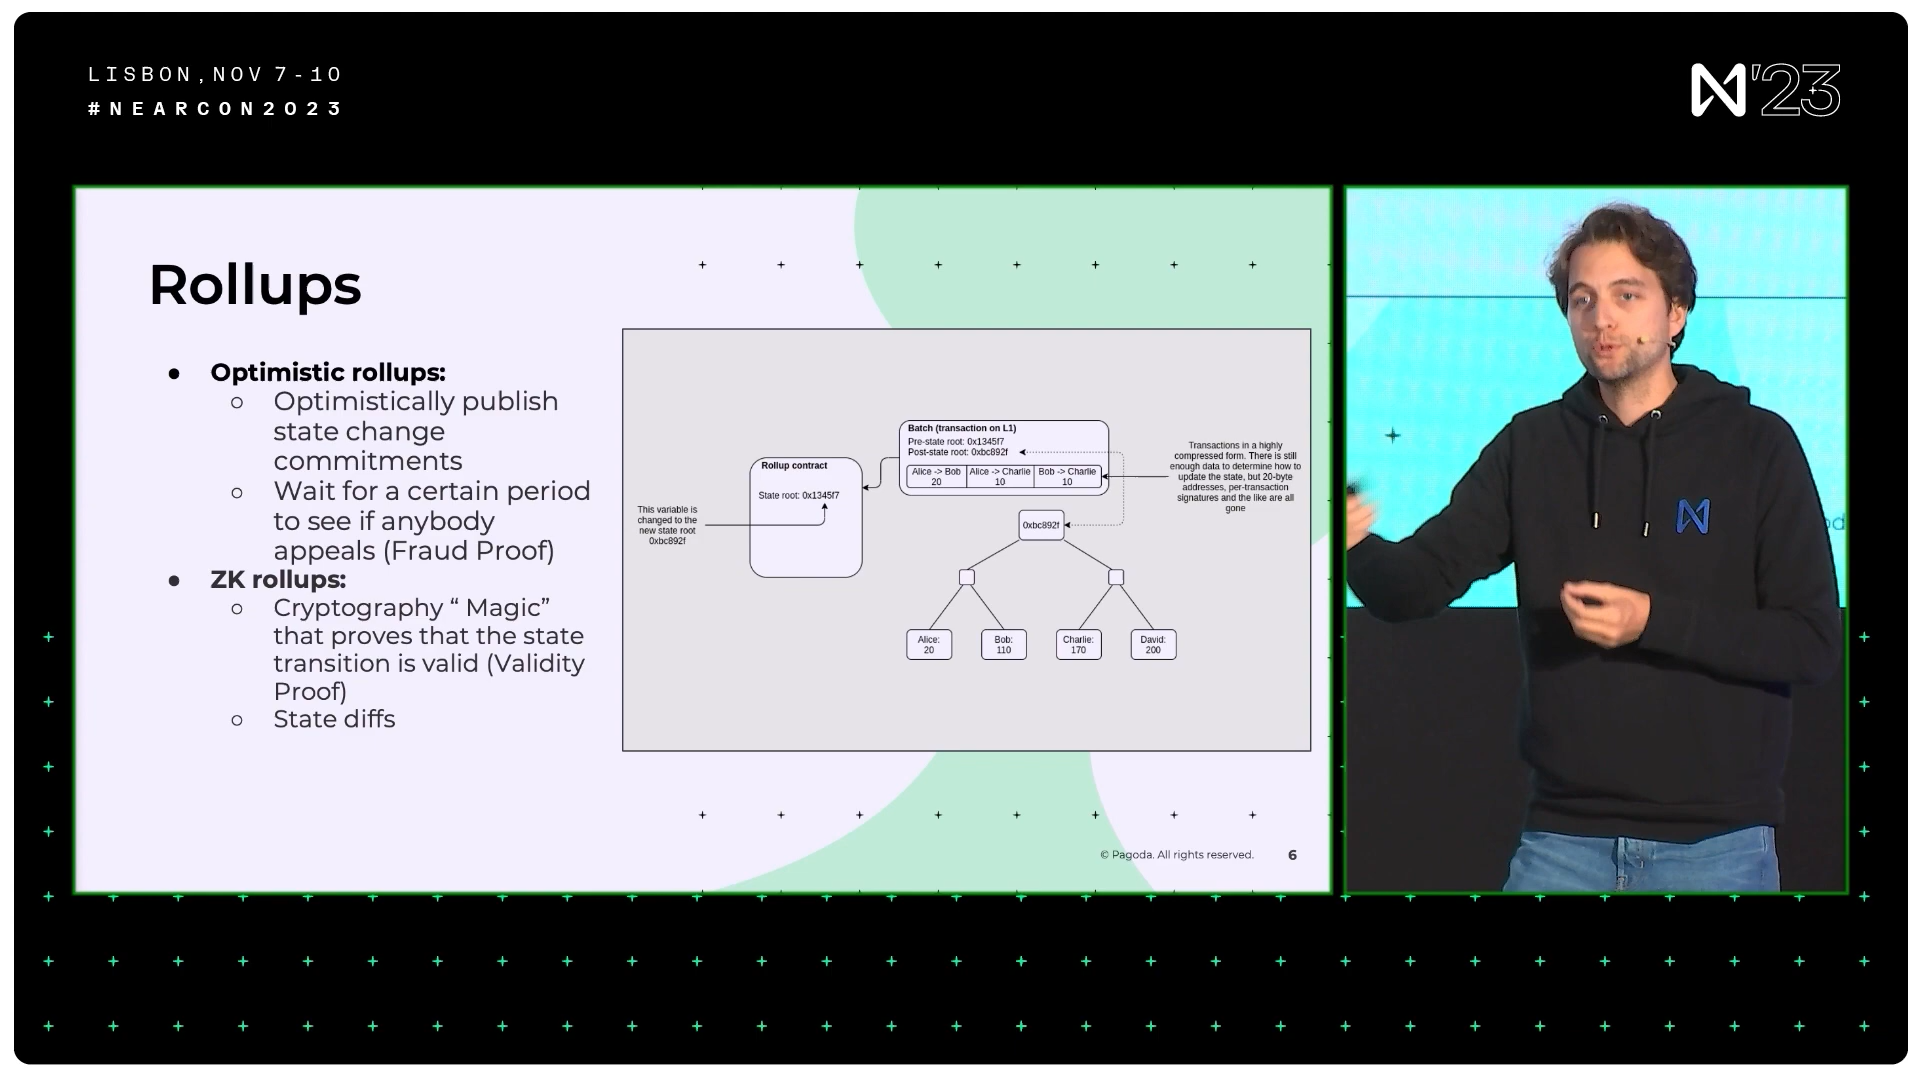 LISBON, NOV 7-10
#NEARCON2023
'23
Rollups
● Optimistic rollups:
○ Optimistically publish
state change
commitments
○ Wait for a certain period
to see if anybody
appeals (Fraud Proof)
● ZK rollups:
○ Cryptography “ Magic”
that proves that the state
transition is valid (Validity
Proof)
○ State diffs
This variable is
changed to the
new state root
0xbc892f
Rollup contract
State root: 0x1345f7
Batch (transaction on L1)
Pre-state root: 0x1345f7
Post-state root: 0xbc892f
Alice -> Bob
20
Alice -> Charlie
10
Bob -> Charlie
10
Transactions in a highly
compressed form. There is still
enough data to determine how to
update the state, but 20-byte
addresses, per-transaction
signatures and the like are all
gone
0xbc892f
Alice:
20
Bob:
110
Charlie:
170
David:
200
© Pagoda. All rights reserved.
6
od